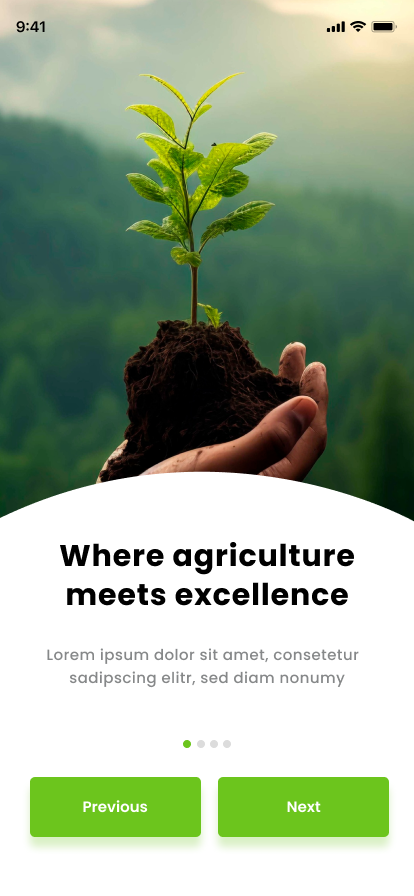 9:41
Where agriculture
meets excellence
Lorem ipsum dolor sit amet, consetetur
sadipscing elitr, sed diam nonumy
Previous
Next